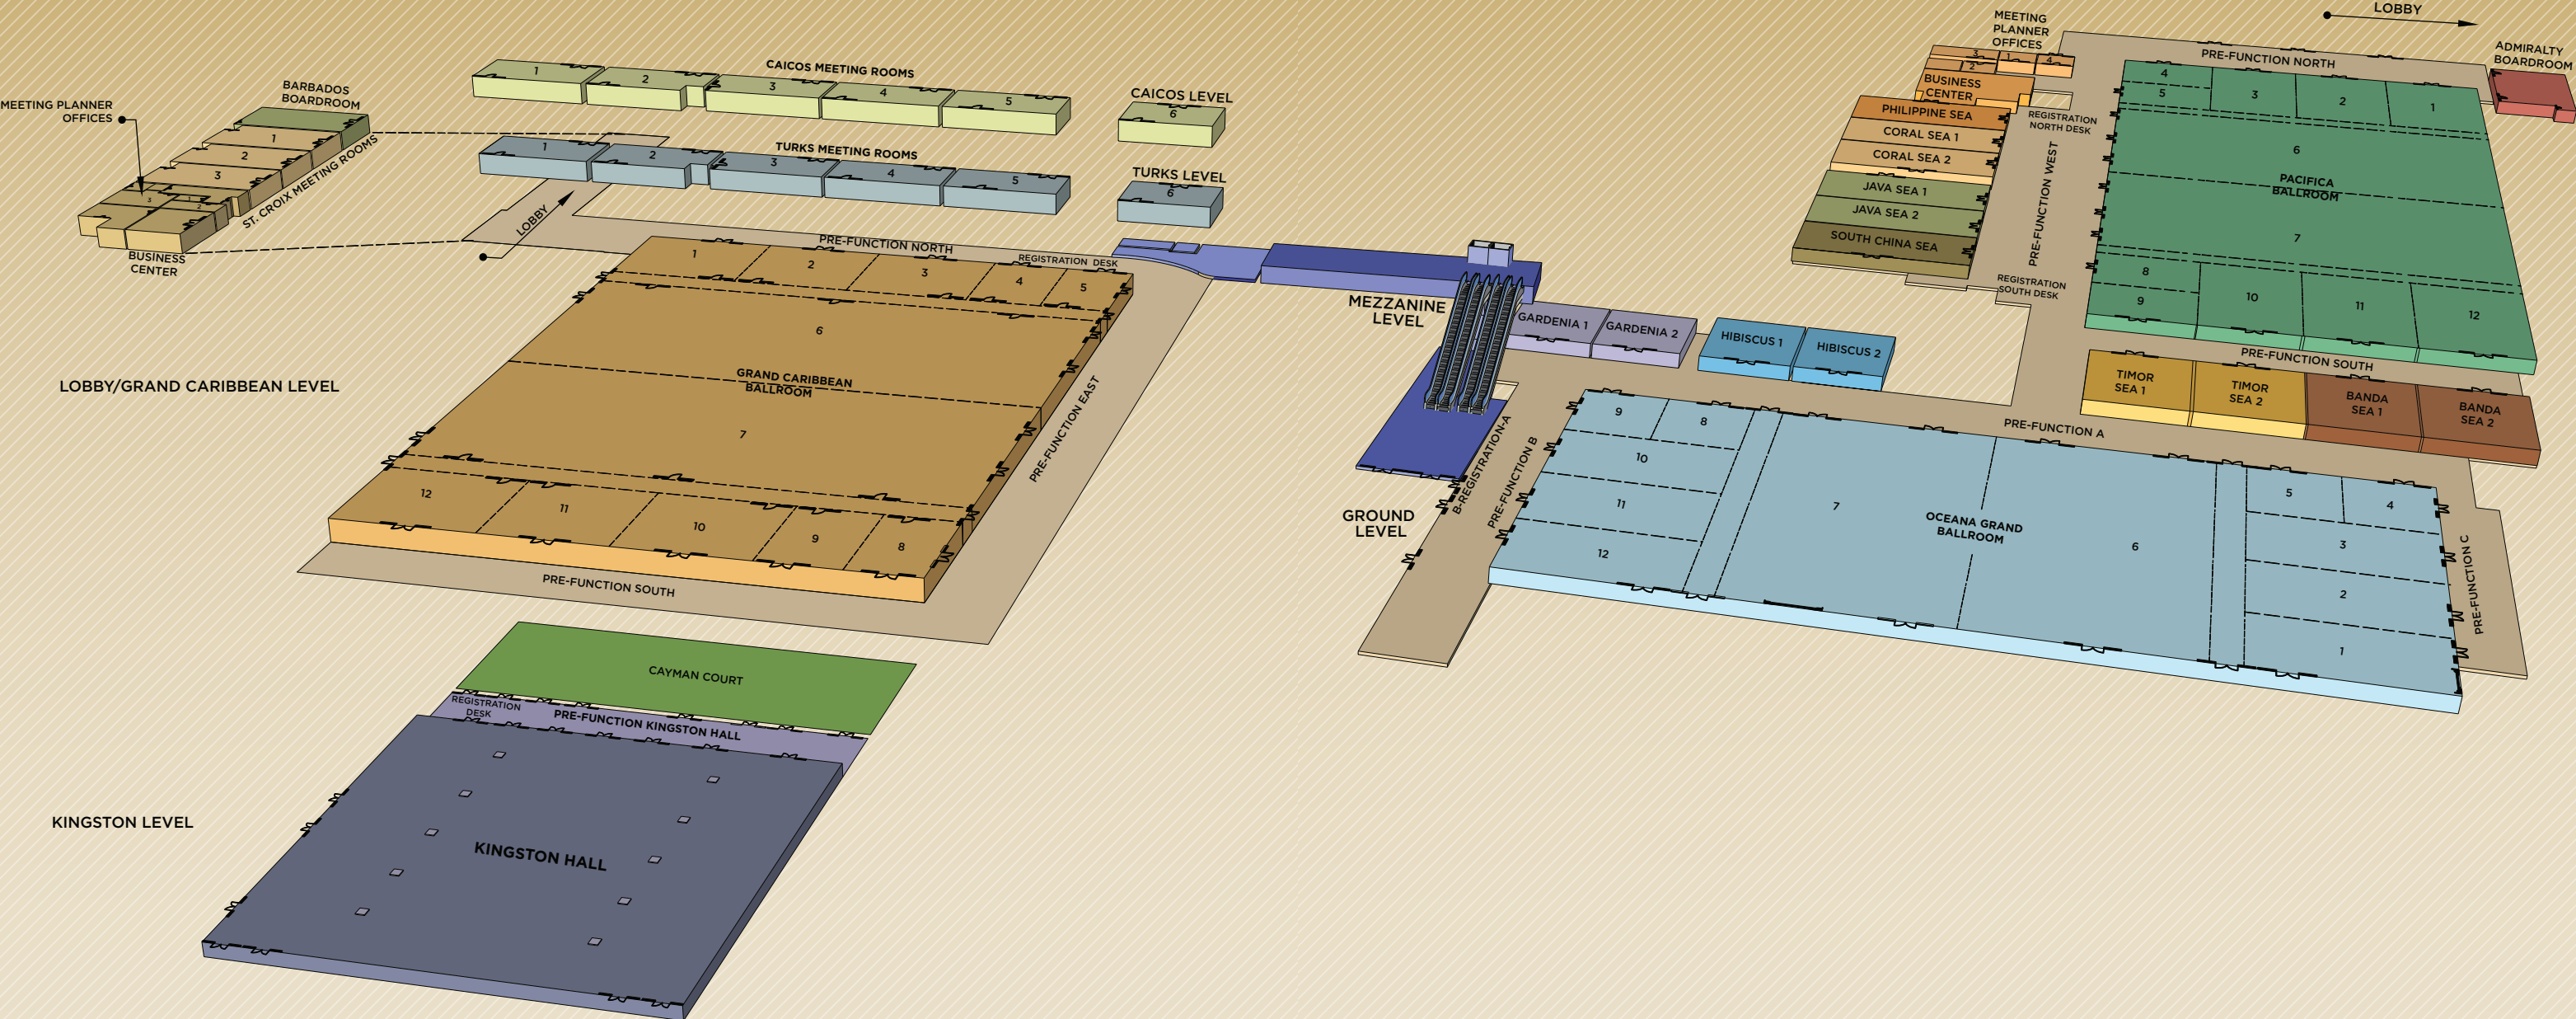 MEETING PLANNER
OFFICES
BARBADOS
BOARDROOM
1
2
3
3
1
2
ST. CROIX MEETING ROOMS
BUSINESS
CENTER
CAICOS MEETING ROOMS
1
2
3
4
5
CAICOS LEVEL
6
TURKS MEETING ROOMS
1
2
3
4
5
TURKS LEVEL
6
LOBBY
PRE-FUNCTION NORTH
REGISTRATION DESK
1
2
3
4
5
6
GRAND CARIBBEAN
BALLROOM
7
12
11
10
9
8
PRE-FUNCTION EAST
PRE-FUNCTION SOUTH
LOBBY/GRAND CARIBBEAN LEVEL
CAYMAN COURT
REGISTRATION
DESK
PRE-FUNCTION KINGSTON HALL
KINGSTON HALL
KINGSTON LEVEL
MEZZANINE
LEVEL
GROUND
LEVEL
GARDENIA 1
GARDENIA 2
HIBISCUS 1
HIBISCUS 2
B-REGISTRATION-A
PRE-FUNCTION B
PRE-FUNCTION A
9
8
10
11
12
7
OCEANA GRAND
BALLROOM
6
5
4
3
2
1
PRE-FUNCTION C
LOBBY
MEETING
PLANNER
OFFICES
3
1
4
2
BUSINESS
CENTER
PHILIPPINE SEA
CORAL SEA 1
CORAL SEA 2
JAVA SEA 1
JAVA SEA 2
SOUTH CHINA SEA
PRE-FUNCTION NORTH
ADMIRALTY
BOARDROOM
REGISTRATION
NORTH DESK
PRE-FUNCTION WEST
REGISTRATION
SOUTH DESK
4
5
3
2
1
6
PACIFICA
BALLROOM
7
8
9
10
11
12
PRE-FUNCTION SOUTH
TIMOR
SEA 1
TIMOR
SEA 2
BANDA
SEA 1
BANDA
SEA 2